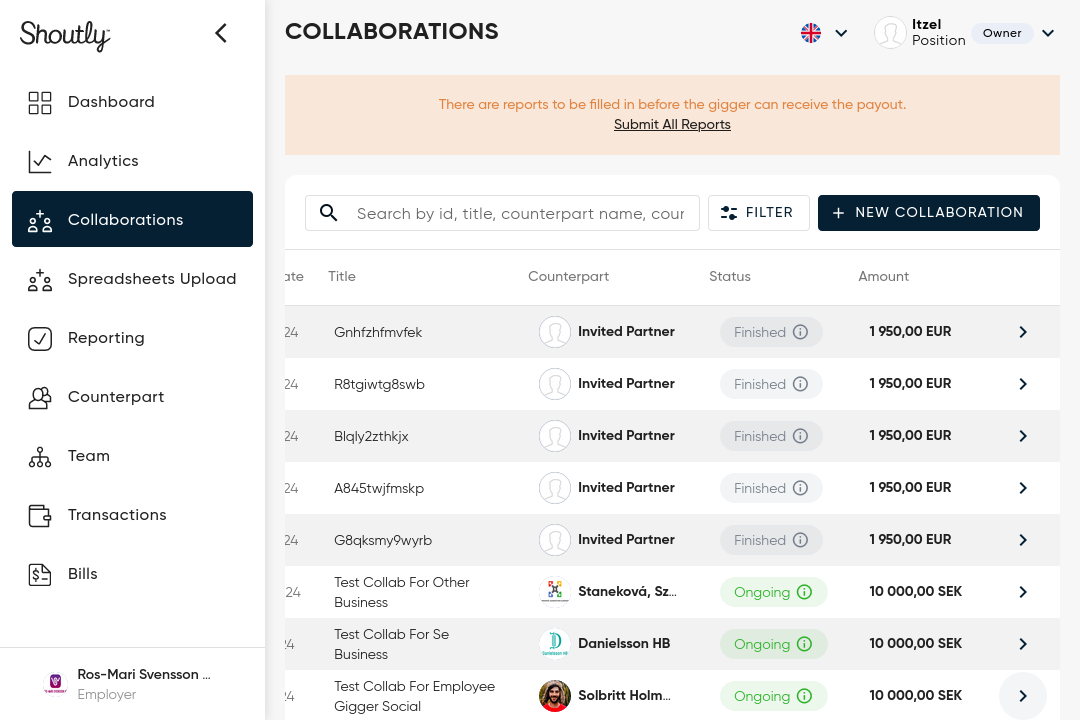 Shoutly
COLLABORATIONS
Itzel
Position
Owner
Dashboard
Analytics
Collaborations
Spreadsheets Upload
Reporting
Counterpart
Team
Transactions
Bills
Ros-Mari Svensson ...
Employer
There are reports to be filled in before the gigger can receive the payout.
Submit All Reports
Search by id, title, counterpart name, cour
FILTER
+ NEW COLLABORATION
ate Title Counterpart Status Amount
24 Gnhfzhfmvfek Invited Partner Finished 1 950,00 EUR
24 R8tgiwtg8swb Invited Partner Finished 1 950,00 EUR
24 Blqly2zthkjx Invited Partner Finished 1 950,00 EUR
24 A845twjfmskp Invited Partner Finished 1 950,00 EUR
24 G8qksmy9wyrb Invited Partner Finished 1 950,00 EUR
24 Test Collab For Other
Business
Staneková, Sz... Ongoing 10 000,00 SEK
24 Test Collab For Se
Business
Danielsson HB Ongoing 10 000,00 SEK
24 Test Collab For Employee
Gigger Social
Solbritt Holm... Ongoing 10 000,00 SEK